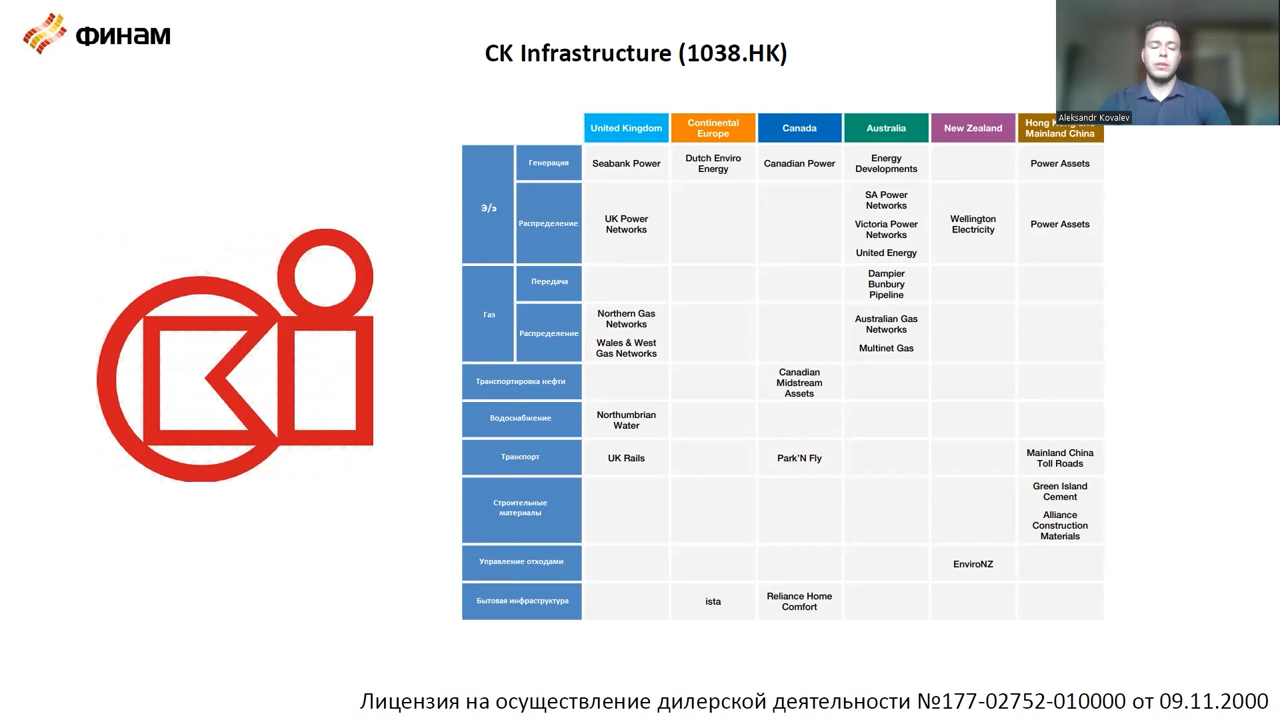 ФИНАМ
CK Infrastructure (1038.HK)
Aleksandr Kovalev
United Kingdom
Continental
Europe
Canada
Australia
New Zealand
Hong Kong and
Mainland China
Э/э
Генерация
Seabank Power
Dutch Enviro
Energy
Canadian Power
Energy
Developments
Power Assets
Распределение
UK Power
Networks
SA Power
Networks
Victoria Power
Networks
United Energy
Wellington
Electricity
Power Assets
Газ
Передача
Dampier
Bunbury
Pipeline
Распределение
Northern Gas
Networks
Wales & West
Gas Networks
Australian Gas
Networks
Multinet Gas
Транспортировка нефти
Canadian
Midstream
Assets
Водоснабжение
Northumbrian
Water
Транспорт
UK Rails
Park'N Fly
Mainland China
Toll Roads
Строительные
материалы
Green Island
Cement
Alliance
Construction
Materials
Управление отходами
EnviroNZ
Бытовая инфраструктура
ista
Reliance Home
Comfort
Лицензия на осуществление дилерской деятельности №177-02752-010000 от 09.11.2000